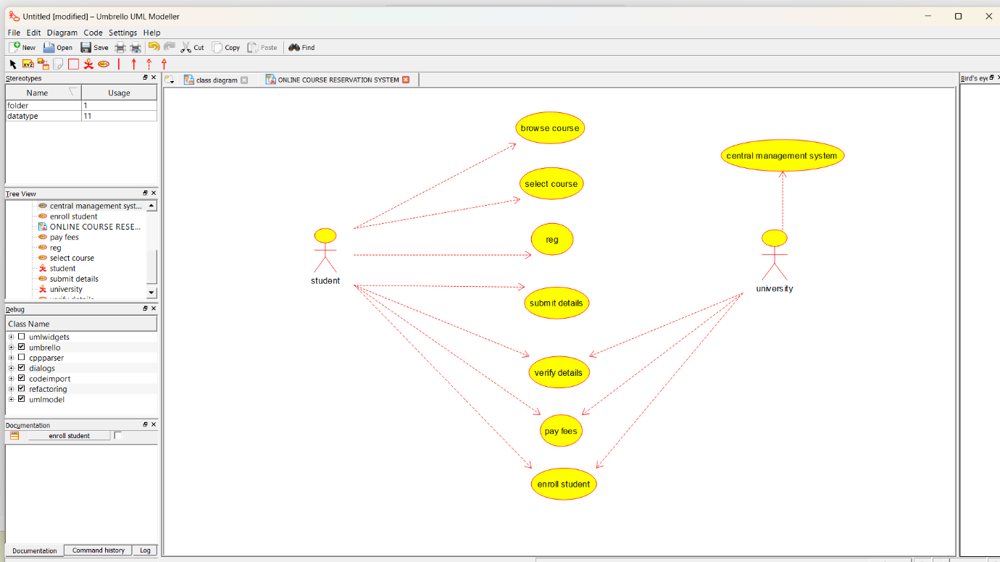 Untitled [modified] – Umbrello UML Modeller
File Edit Diagram Code Settings Help
New Open Save Cut Copy Paste Find
XYZ ABC
Stereotypes
Name Usage
folder 1
datatype 11
Tree View
central management syst...
enroll student
ONLINE COURSE RESE...
pay fees
reg
select course
student
submit details
university
verify details
Debug
Class Name
umlwidgets
umbrello
cppparser
dialogs
codeimport
refactoring
umlmodel
Documentation
enroll student
Documentation Command history Log
class diagram ONLINE COURSE RESERVATION SYSTEM
Bird's eye
browse course
central management system
select course
reg
student
university
submit details
verify details
pay fees
enroll student